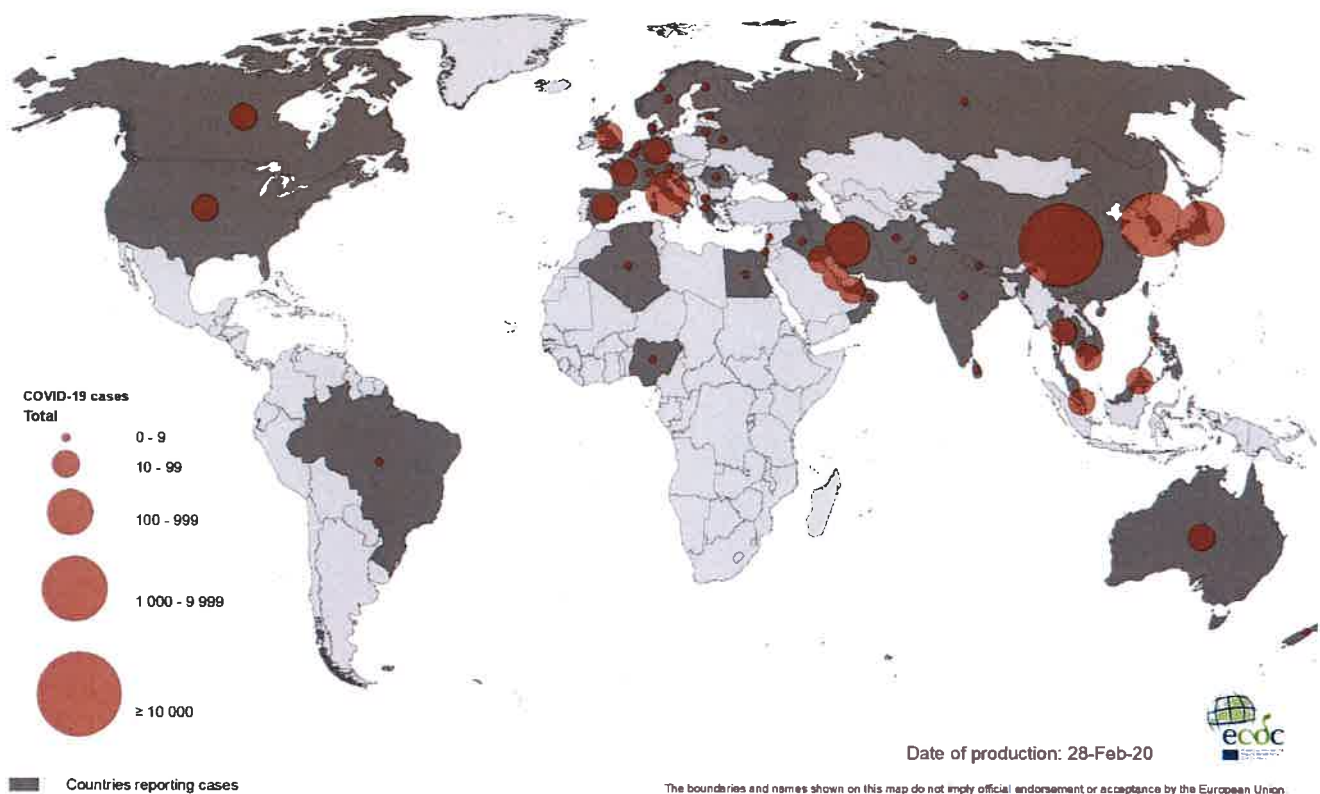 COVID-19 cases
Total
0 - 9
10 - 99
100 - 999
1 000 - 9 999
≥ 10 000
Countries reporting cases
Date of production: 28-Feb-20
ecdc
The boundaries and names shown on this map do not imply official endorsement or acceptance by the European Union.